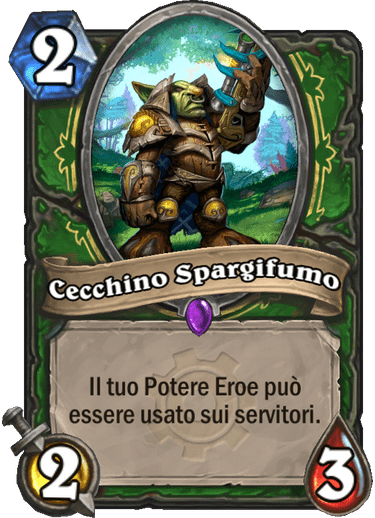 2
Cecchino Spargifumo
Il tuo Potere Eroe può
essere usato sui servitori.
2
3